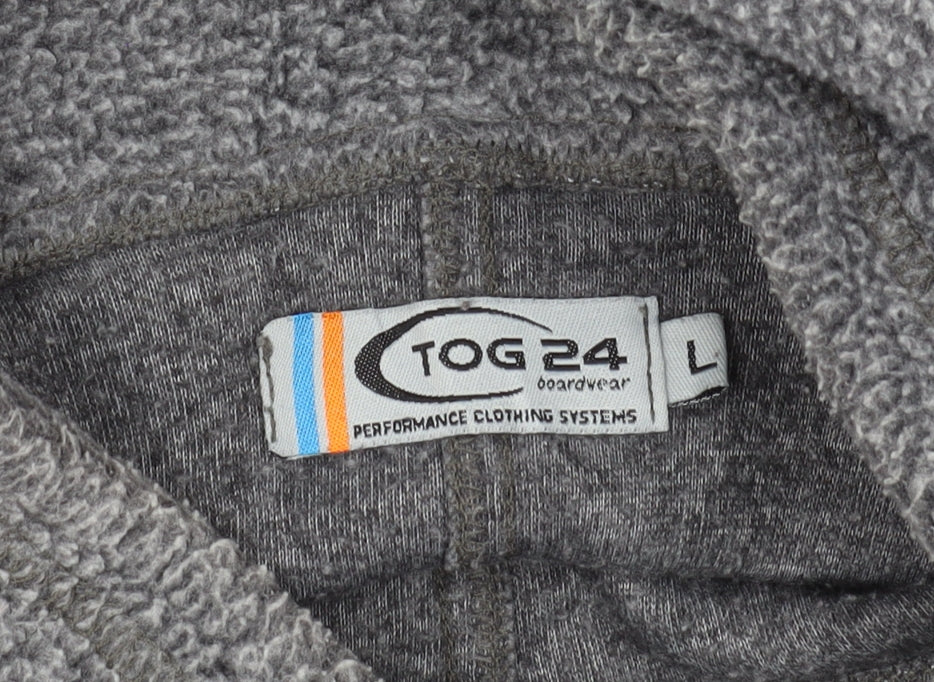 TOG 24
boardwear
PERFORMANCE CLOTHING SYSTEMS
L